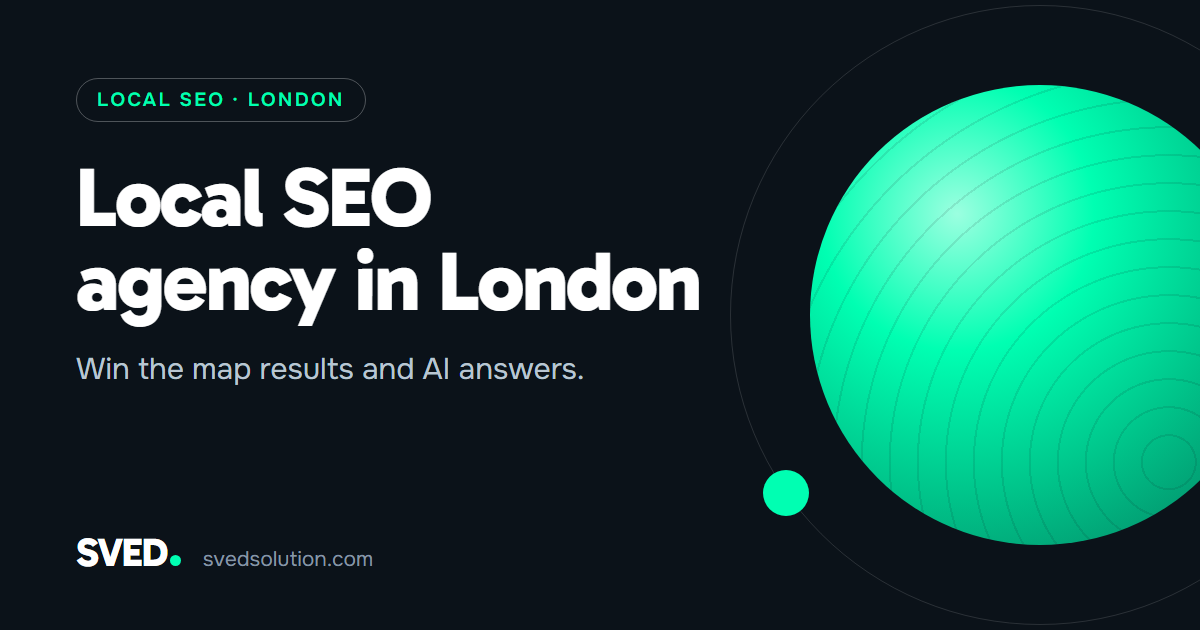 LOCAL SEO · LONDON
Local SEO
agency in London
Win the map results and AI answers.
SVED. svedsolution.com